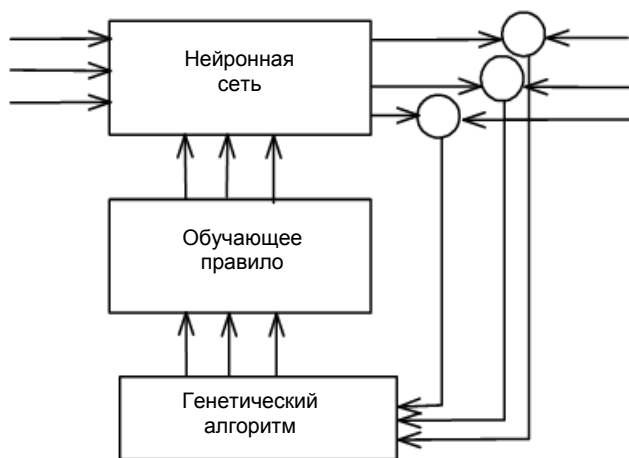 Нейронная
сеть
Обучающее
правило
Генетический
алгоритм